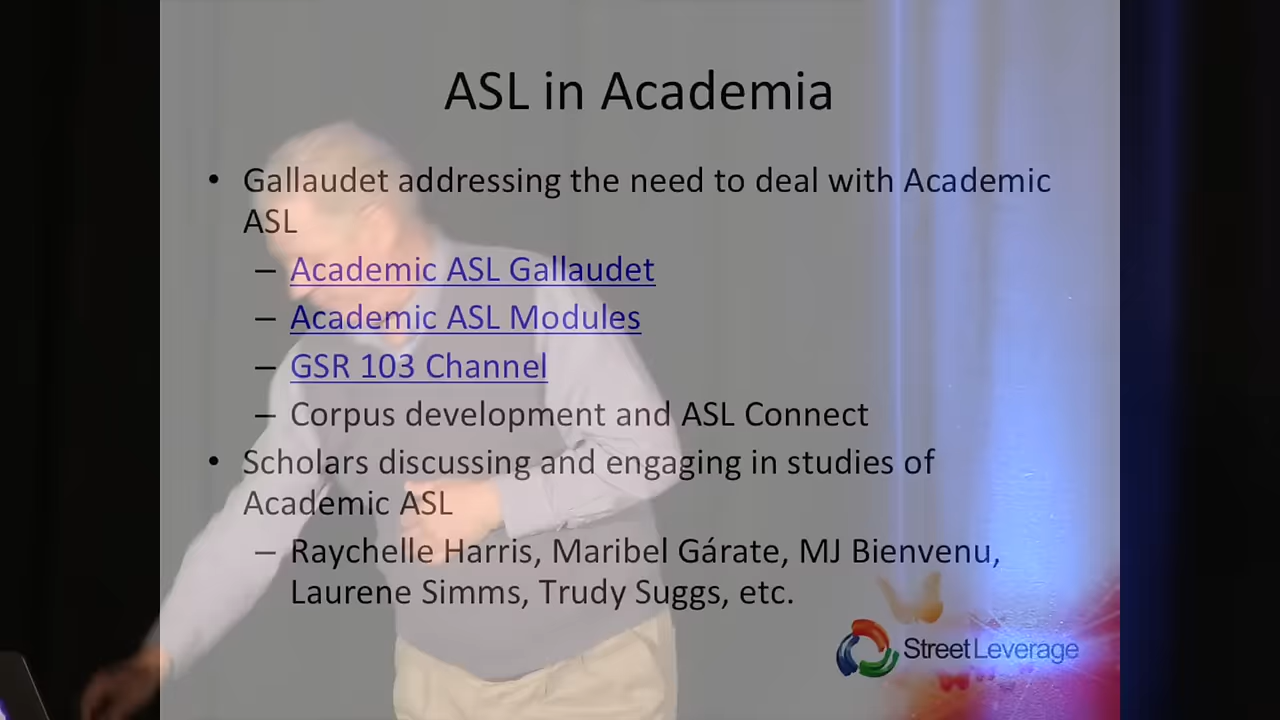 ASL in Academia
• Gallaudet addressing the need to deal with Academic
ASL
– Academic ASL Gallaudet
– Academic ASL Modules
– GSR 103 Channel
– Corpus development and ASL Connect
• Scholars discussing and engaging in studies of
Academic ASL
– Raychelle Harris, Maribel Gárate, MJ Bienvenu,
Laurene Simms, Trudy Suggs, etc.
StreetLeverage